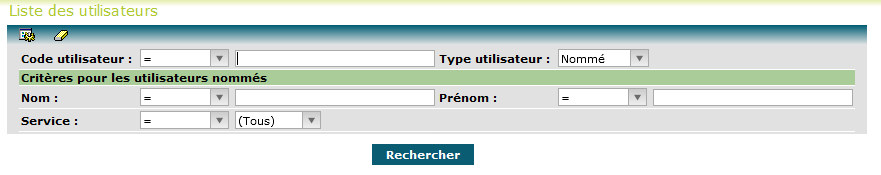 Liste des utilisateurs
Code utilisateur : = Type utilisateur : Nommé
Critères pour les utilisateurs nommés
Nom : = Prénom : =
Service : = (Tous)
Rechercher